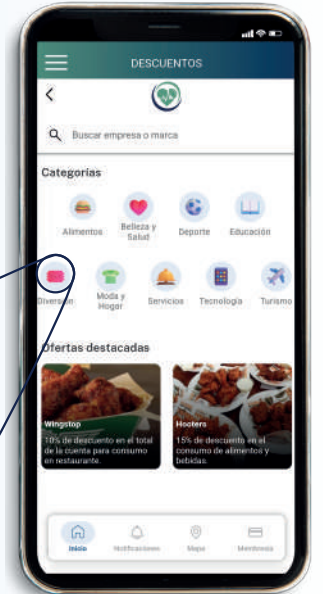 DESCUENTOS
Buscar empresa o marca
Categorías
Alimentos
Belleza y
Salud
Deporte
Educación
Diversión
Moda y
Hogar
Servicios
Tecnología
Turismo
Ofertas destacadas
Wingstop
10% de descuento en el total
de la cuenta para consumo
en restaurante.
Hooters
15% de descuento en el
consumo de alimentos y
bebidas.
Inicio
Notificaciones
Mapa
Membresía